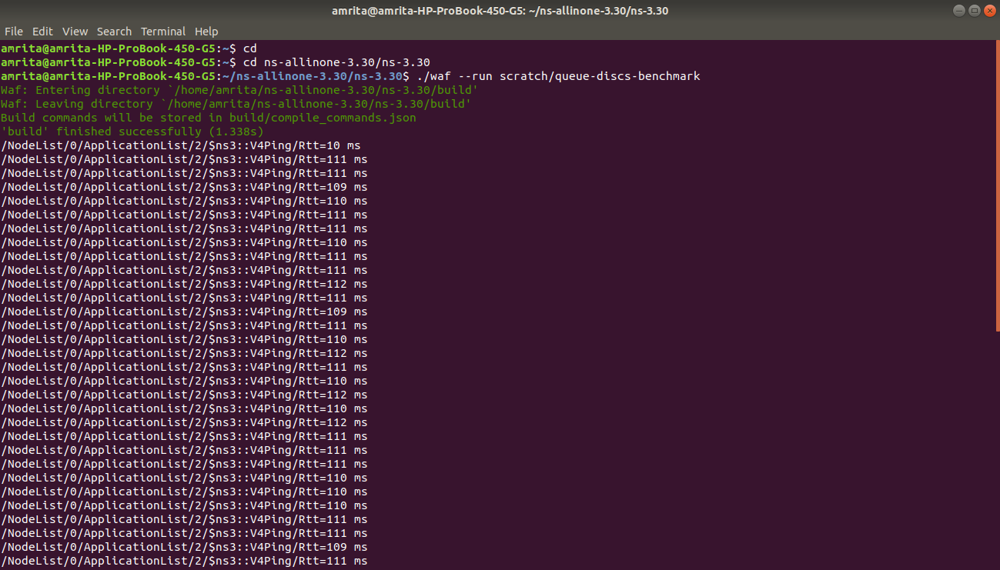 amrita@amrita-HP-ProBook-450-G5: ~/ns-allinone-3.30/ns-3.30
File Edit View Search Terminal Help
amrita@amrita-HP-ProBook-450-G5:~$ cd
amrita@amrita-HP-ProBook-450-G5:~$ cd ns-allinone-3.30/ns-3.30
amrita@amrita-HP-ProBook-450-G5:~/ns-allinone-3.30/ns-3.30$ ./waf --run scratch/queue-discs-benchmark
Waf: Entering directory `/home/amrita/ns-allinone-3.30/ns-3.30/build'
Waf: Leaving directory `/home/amrita/ns-allinone-3.30/ns-3.30/build'
Build commands will be stored in build/compile_commands.json
'build' finished successfully (1.338s)
/NodeList/0/ApplicationList/2/$ns3::V4Ping/Rtt=10 ms
/NodeList/0/ApplicationList/2/$ns3::V4Ping/Rtt=111 ms
/NodeList/0/ApplicationList/2/$ns3::V4Ping/Rtt=111 ms
/NodeList/0/ApplicationList/2/$ns3::V4Ping/Rtt=109 ms
/NodeList/0/ApplicationList/2/$ns3::V4Ping/Rtt=110 ms
/NodeList/0/ApplicationList/2/$ns3::V4Ping/Rtt=111 ms
/NodeList/0/ApplicationList/2/$ns3::V4Ping/Rtt=111 ms
/NodeList/0/ApplicationList/2/$ns3::V4Ping/Rtt=110 ms
/NodeList/0/ApplicationList/2/$ns3::V4Ping/Rtt=111 ms
/NodeList/0/ApplicationList/2/$ns3::V4Ping/Rtt=111 ms
/NodeList/0/ApplicationList/2/$ns3::V4Ping/Rtt=112 ms
/NodeList/0/ApplicationList/2/$ns3::V4Ping/Rtt=111 ms
/NodeList/0/ApplicationList/2/$ns3::V4Ping/Rtt=109 ms
/NodeList/0/ApplicationList/2/$ns3::V4Ping/Rtt=111 ms
/NodeList/0/ApplicationList/2/$ns3::V4Ping/Rtt=110 ms
/NodeList/0/ApplicationList/2/$ns3::V4Ping/Rtt=112 ms
/NodeList/0/ApplicationList/2/$ns3::V4Ping/Rtt=111 ms
/NodeList/0/ApplicationList/2/$ns3::V4Ping/Rtt=110 ms
/NodeList/0/ApplicationList/2/$ns3::V4Ping/Rtt=112 ms
/NodeList/0/ApplicationList/2/$ns3::V4Ping/Rtt=110 ms
/NodeList/0/ApplicationList/2/$ns3::V4Ping/Rtt=112 ms
/NodeList/0/ApplicationList/2/$ns3::V4Ping/Rtt=111 ms
/NodeList/0/ApplicationList/2/$ns3::V4Ping/Rtt=111 ms
/NodeList/0/ApplicationList/2/$ns3::V4Ping/Rtt=111 ms
/NodeList/0/ApplicationList/2/$ns3::V4Ping/Rtt=110 ms
/NodeList/0/ApplicationList/2/$ns3::V4Ping/Rtt=110 ms
/NodeList/0/ApplicationList/2/$ns3::V4Ping/Rtt=110 ms
/NodeList/0/ApplicationList/2/$ns3::V4Ping/Rtt=111 ms
/NodeList/0/ApplicationList/2/$ns3::V4Ping/Rtt=111 ms
/NodeList/0/ApplicationList/2/$ns3::V4Ping/Rtt=109 ms
/NodeList/0/ApplicationList/2/$ns3::V4Ping/Rtt=111 ms